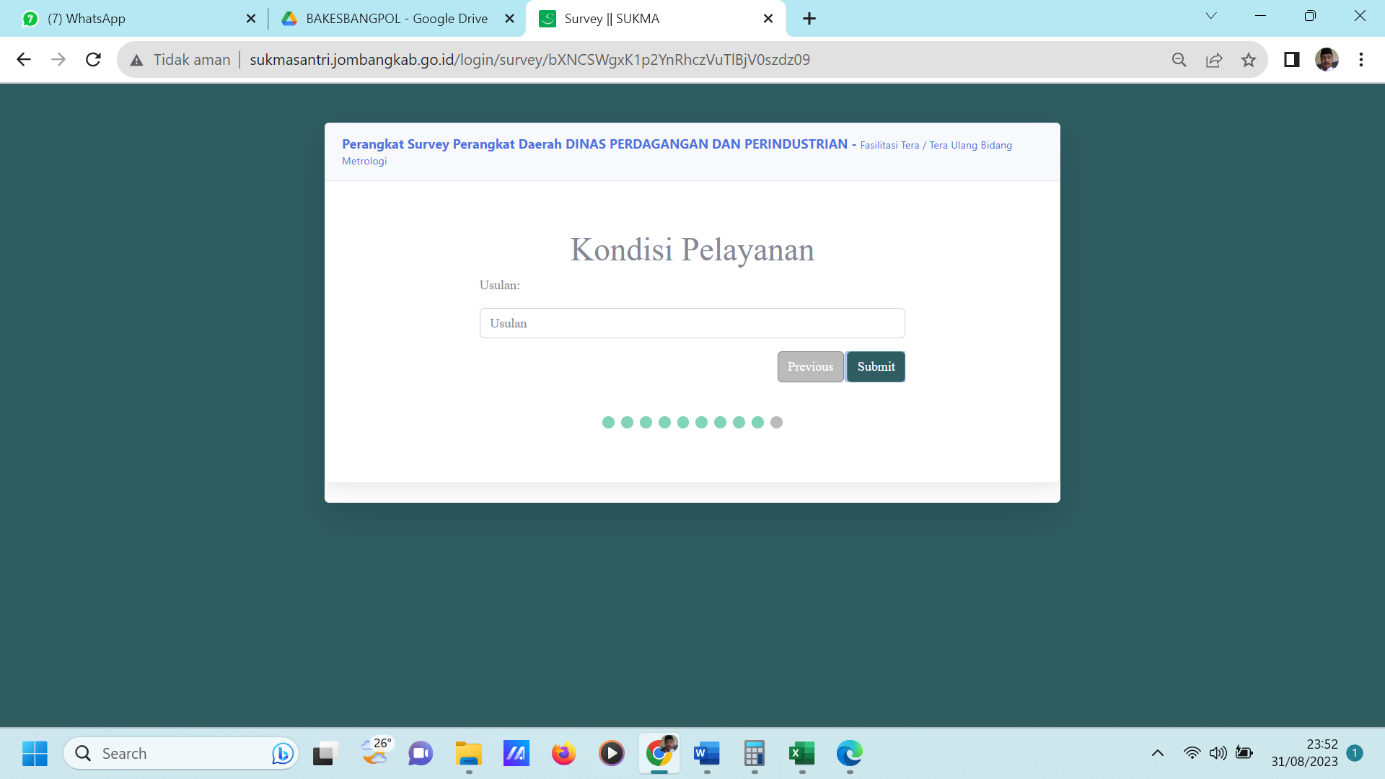 (7) WhatsApp
BAKESBANGPOL - Google Drive
Survey || SUKMA
Tidak aman
sukmasantri.jombangkab.go.id/login/survey/bXNCSWgxK1p2YnRhczVuTlBjV0szdz09
Perangkat Survey Perangkat Daerah DINAS PERDAGANGAN DAN PERINDUSTRIAN - Fasilitasi Tera / Tera Ulang Bidang
Metrologi
Kondisi Pelayanan
Usulan:
Usulan
Previous
Submit
Search
26°
23:52
31/08/2023
1